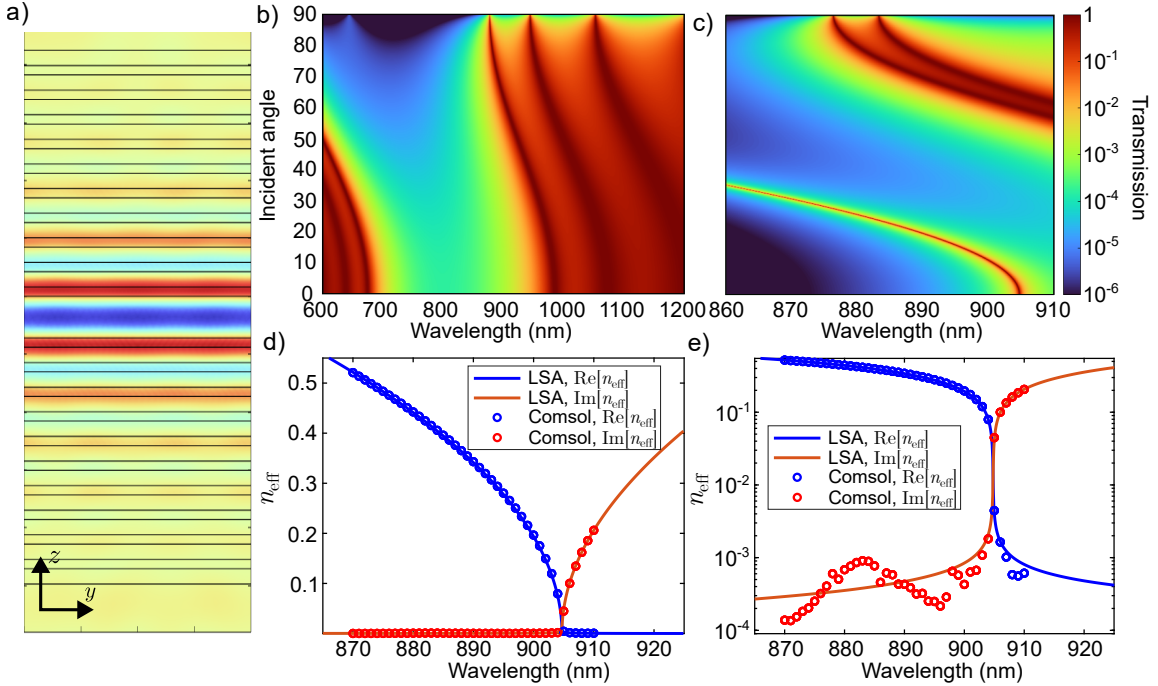 a)
z
y
b)
90
80
70
60
50
40
30
20
10
0
Incident angle
600 700 800 900 1000 1100 1200
Wavelength (nm)
c)
860 870 880 890 900 910
Wavelength (nm)
1
10^-1
10^-2
10^-3
10^-4
10^-5
10^-6
Transmission
d)
0.5
0.4
0.3
0.2
0.1
n_eff
LSA, Re[n_eff]
LSA, Im[n_eff]
Comsol, Re[n_eff]
Comsol, Im[n_eff]
870 880 890 900 910 920
Wavelength (nm)
e)
10^-1
10^-2
10^-3
10^-4
n_eff
LSA, Re[n_eff]
LSA, Im[n_eff]
Comsol, Re[n_eff]
Comsol, Im[n_eff]
870 880 890 900 910 920
Wavelength (nm)